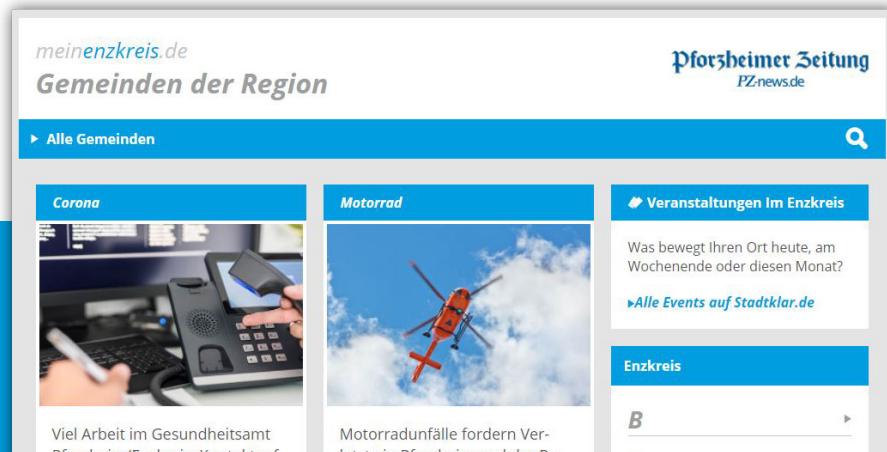 meinenzkreis.de
Gemeinden der Region
Pforzheimer Zeitung
PZ-news.de
Alle Gemeinden
Corona
Viel Arbeit im Gesundheitsamt
Motorrad
Motorradunfälle fordern Ver-
Veranstaltungen Im Enzkreis
Was bewegt Ihren Ort heute, am
Wochenende oder diesen Monat?
Alle Events auf Stadtklar.de
Enzkreis
B